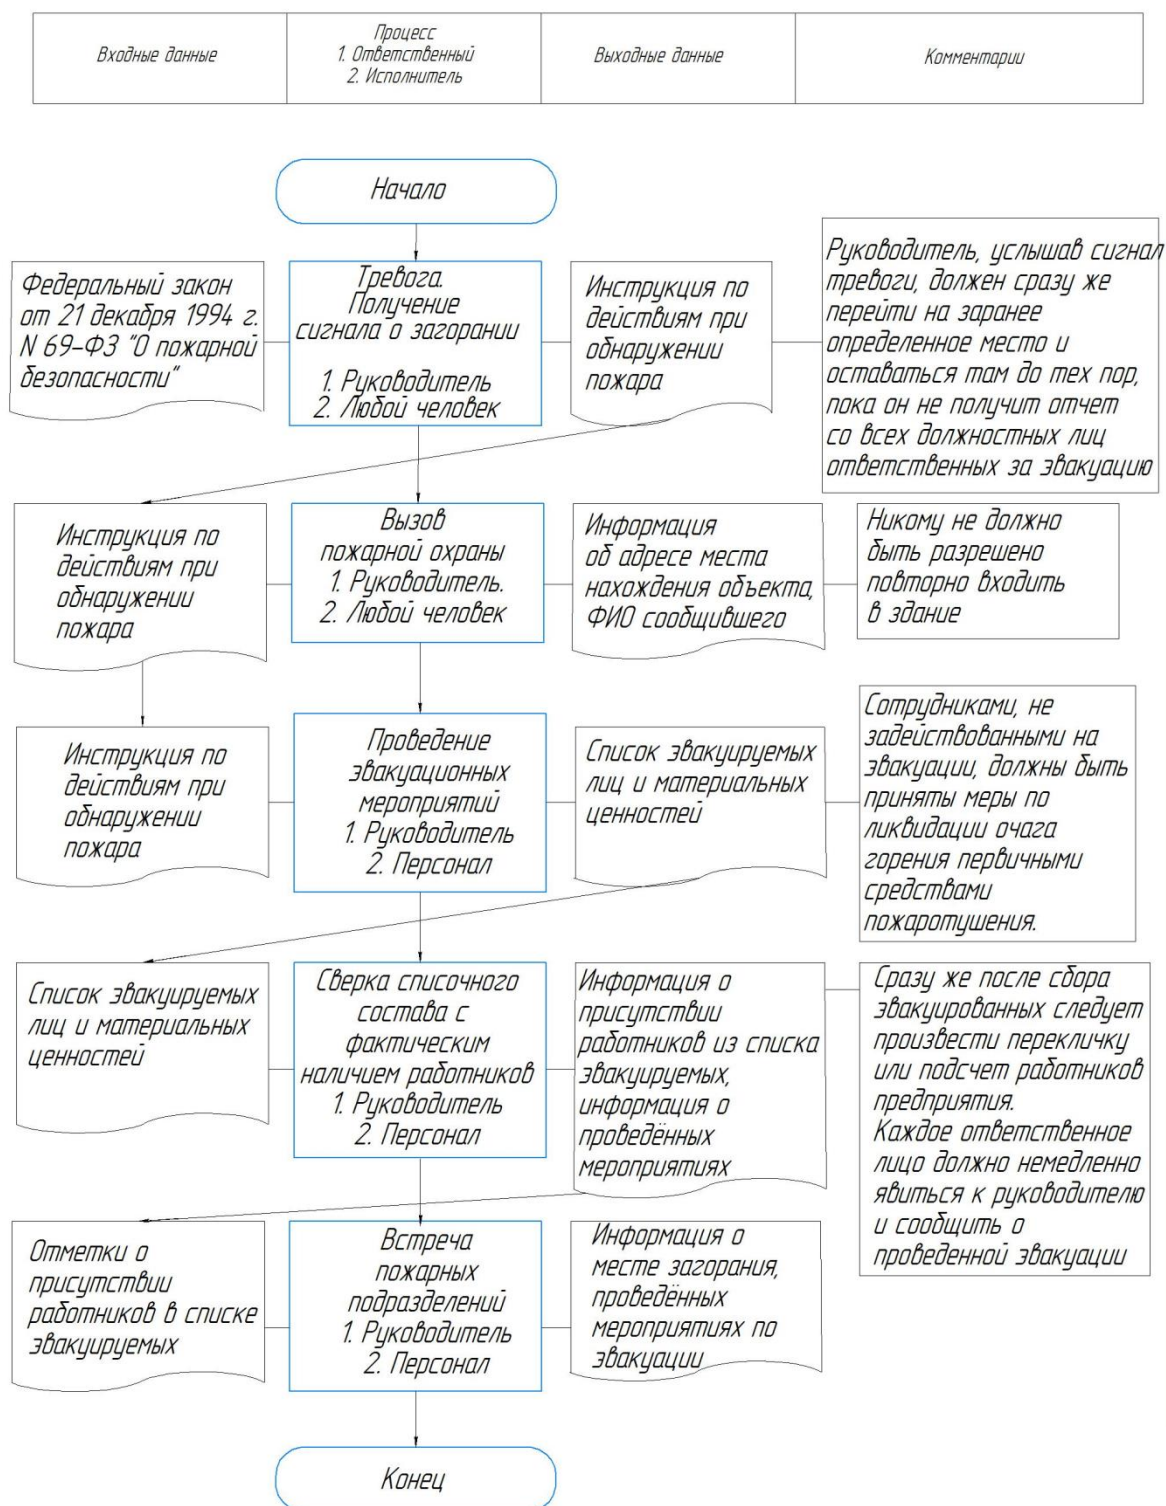 Входные данные
Процесс
1. Ответственный
2. Исполнитель
Выходные данные
Комментарии
Начало
Федеральный закон
от 21 декабря 1994 г.
N 69-ФЗ "О пожарной
безопасности"
Тревога.
Получение
сигнала о загорании
1. Руководитель
2. Любой человек
Инструкция по
действиям при
обнаружении
пожара
Руководитель, услышав сигнал
тревоги, должен сразу же
перейти на заранее
определенное место и
оставаться там до тех пор,
пока он не получит отчет
со всех должностных лиц
ответственных за эвакуацию
Инструкция по
действиям при
обнаружении
пожара
Вызов
пожарной охраны
1. Руководитель.
2. Любой человек
Информация
об адресе места
нахождения объекта,
ФИО сообщившего
Никому не должно
быть разрешено
повторно входить
в здание
Инструкция по
действиям при
обнаружении
пожара
Проведение
эвакуационных
мероприятий
1. Руководитель
2. Персонал
Список эвакуируемых
лиц и материальных
ценностей
Сотрудниками, не
задействованными на
эвакуации, должны быть
приняты меры по
ликвидации очага
горения первичными
средствами
пожаротушения.
Список эвакуируемых
лиц и материальных
ценностей
Сверка списочного
состава с
фактическим
наличием работников
1. Руководитель
2. Персонал
Информация о
присутствии
работников из списка
эвакуируемых,
информация о
проведённых
мероприятиях
Сразу же после сбора
эвакуированных следует
произвести перекличку
или подсчет работников
предприятия.
Каждое ответственное
лицо должно немедленно
явиться к руководителю
и сообщить о
проведенной эвакуации
Отметки о
присутствии
работников в списке
эвакуируемых
Встреча
пожарных
подразделений
1. Руководитель
2. Персонал
Информация о
месте загорания,
проведённых
мероприятиях по
эвакуации
Конец